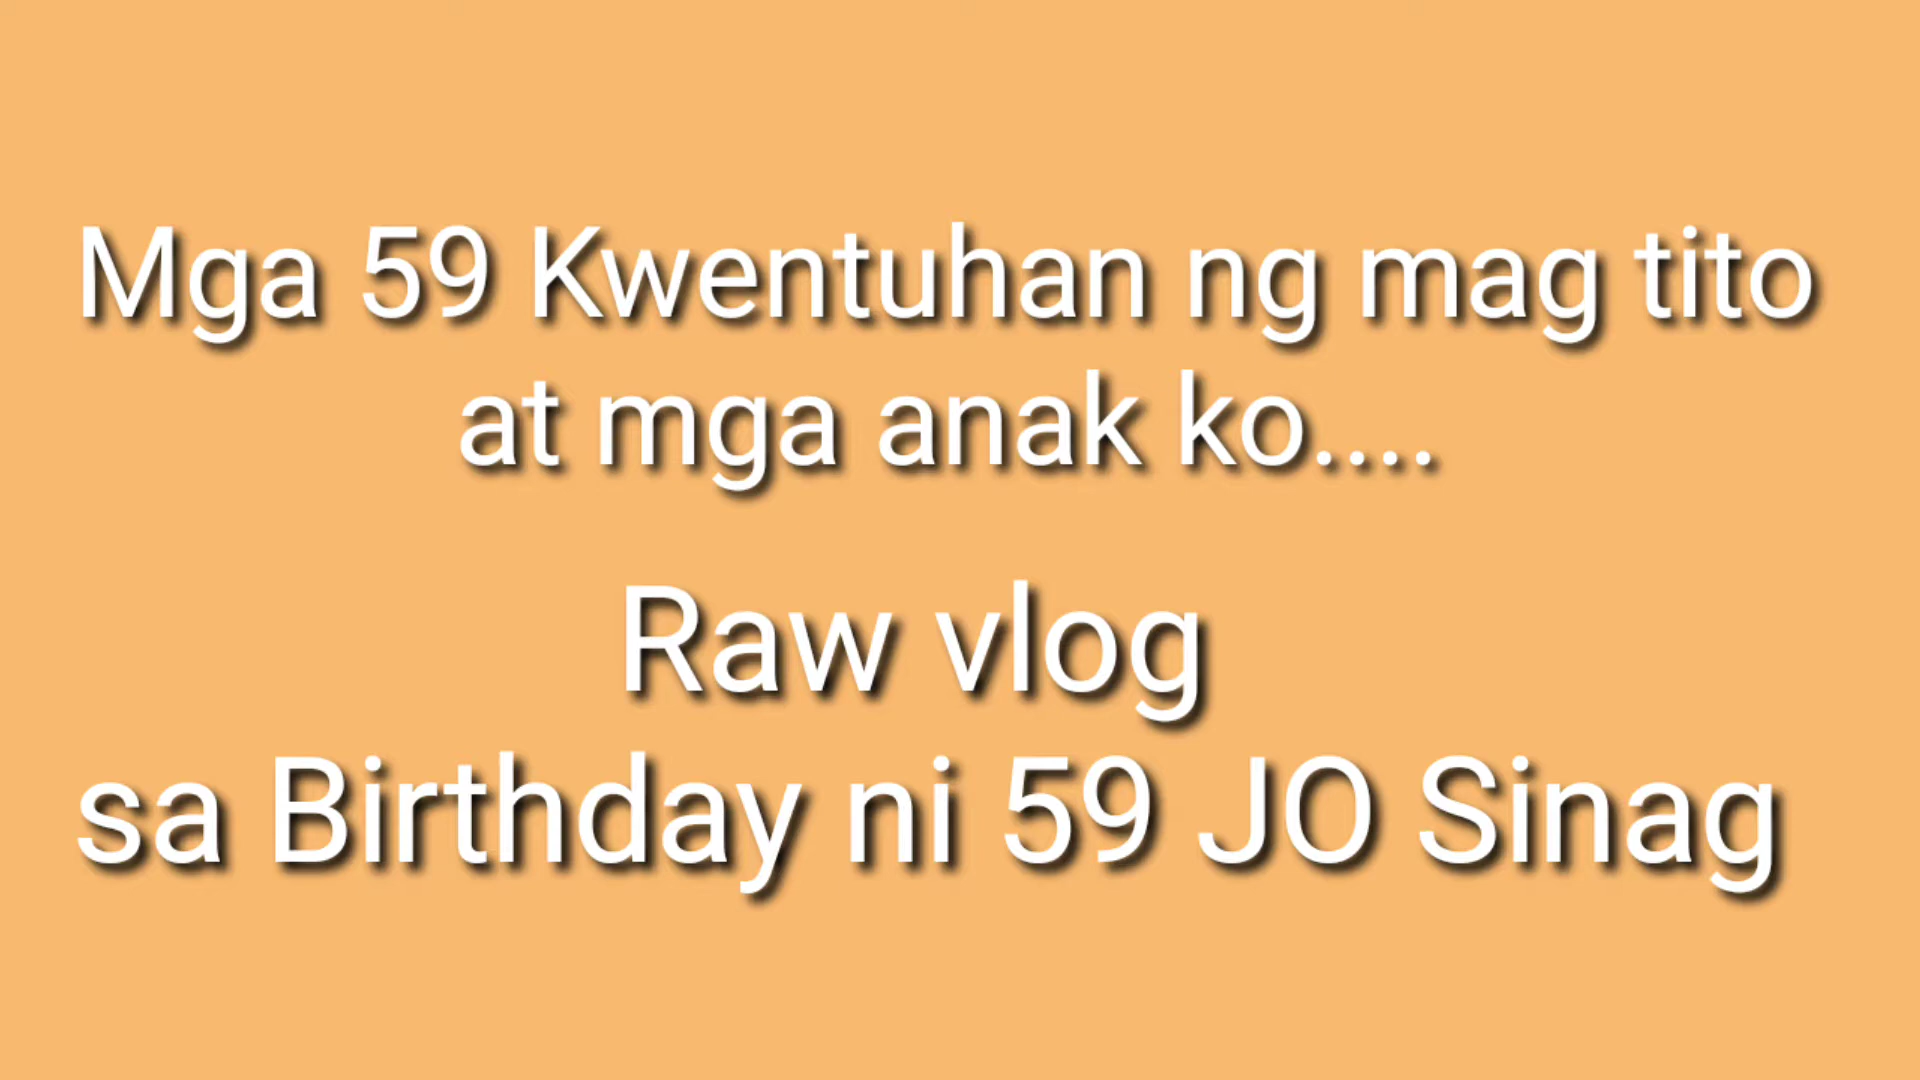 Mga 59 Kwentuhan ng mag tito
at mga anak ko....
Raw vlog
sa Birthday ni 59 JO Sinag